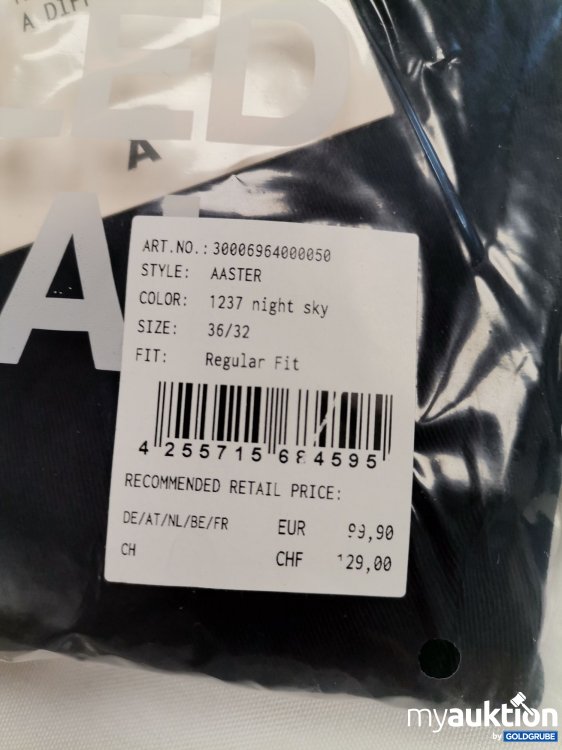 A DIFF
LED
A
ART.NO.: 30006964000050
STYLE: AASTER
COLOR: 1237 night sky
SIZE: 36/32
FIT: Regular Fit
4 255715 684595
RECOMMENDED RETAIL PRICE:
DE/AT/NL/BE/FR EUR 99,90
CH CHF 129,00
myauktion
by GOLDGRUBE